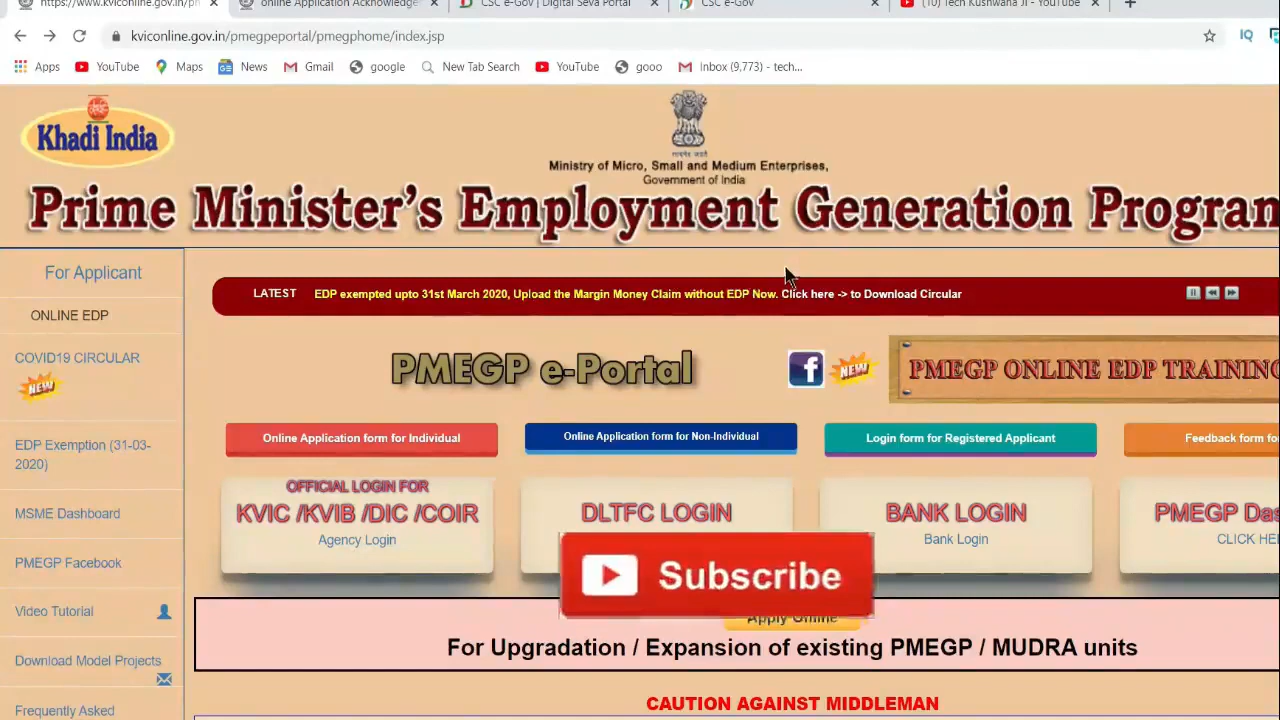 https://www.kviconline.gov.in/p
online Application Acknowledge
CSC e-Gov | Digital Seva Portal
CSC e-Gov
(10) Tech Kushwaha Ji - YouTube
kviconline.gov.in/pmegpeportal/pmegphome/index.jsp
IQ
Apps YouTube Maps News Gmail google New Tab Search YouTube gooo Inbox (9,773) - tech...
Khadi India
Ministry of Micro, Small and Medium Enterprises,
Government of India
Prime Minister's Employment Generation Program
For Applicant
ONLINE EDP
COVID19 CIRCULAR
NEW
EDP Exemption (31-03-
2020)
MSME Dashboard
PMEGP Facebook
Video Tutorial
Download Model Projects
Frequently Asked
LATEST EDP exempted upto 31st March 2020, Upload the Margin Money Claim without EDP Now. Click here -> to Download Circular
PMEGP e-Portal
f
NEW
PMEGP ONLINE EDP TRAINING
Online Application form for Individual
Online Application form for Non-Individual
Login form for Registered Applicant
Feedback form fo
OFFICIAL LOGIN FOR
KVIC /KVIB /DIC /COIR
Agency Login
DLTFC LOGIN
BANK LOGIN
Bank Login
PMEGP Das
CLICK HE
Subscribe
Apply Online
For Upgradation / Expansion of existing PMEGP / MUDRA units
CAUTION AGAINST MIDDLEMAN